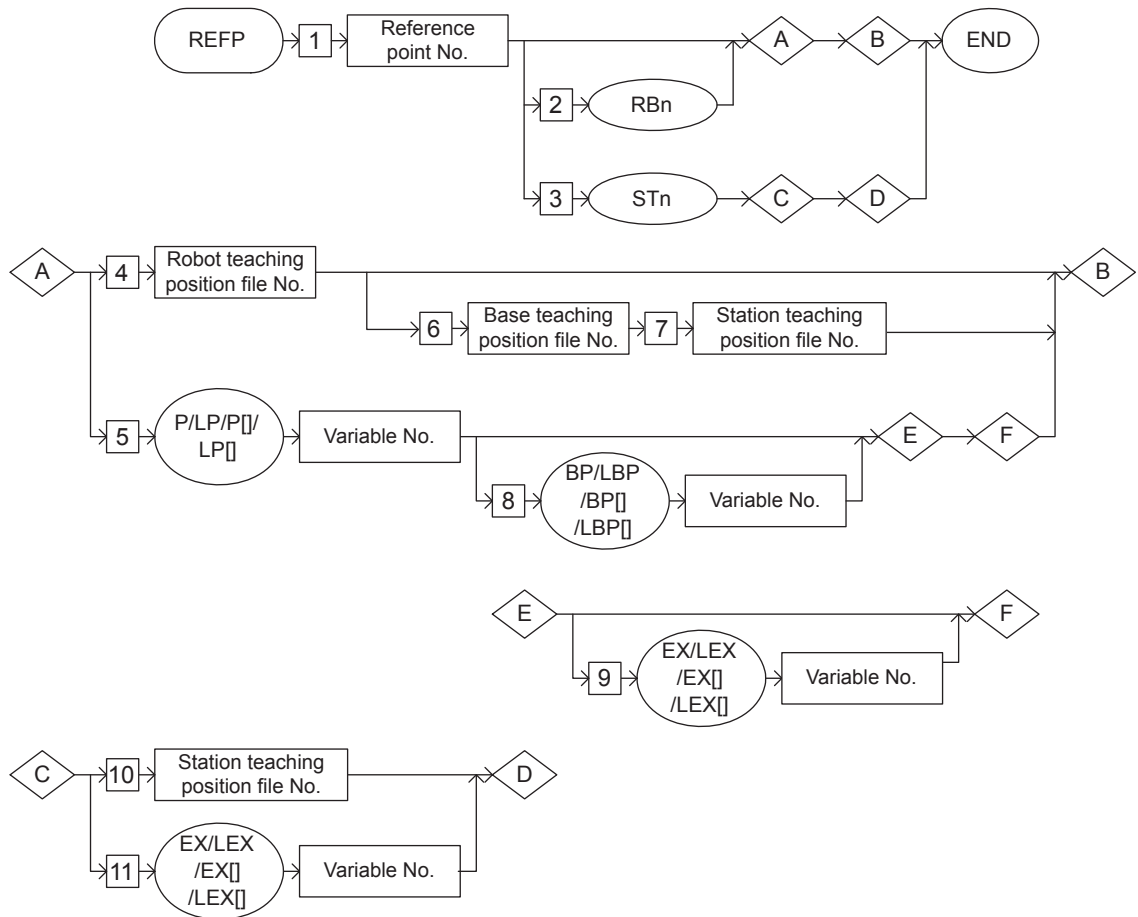 REFP
1
Reference
point No.
A
B
END
2
RBn
3
STn
C
D
A
4
Robot teaching
position file No.
B
6
Base teaching
position file No.
7
Station teaching
position file No.
5
P/LP/P[]/
LP[]
Variable No.
E
F
8
BP/LBP
/BP[]
/LBP[]
Variable No.
E
F
9
EX/LEX
/EX[]
/LEX[]
Variable No.
C
10
Station teaching
position file No.
D
11
EX/LEX
/EX[]
/LEX[]
Variable No.